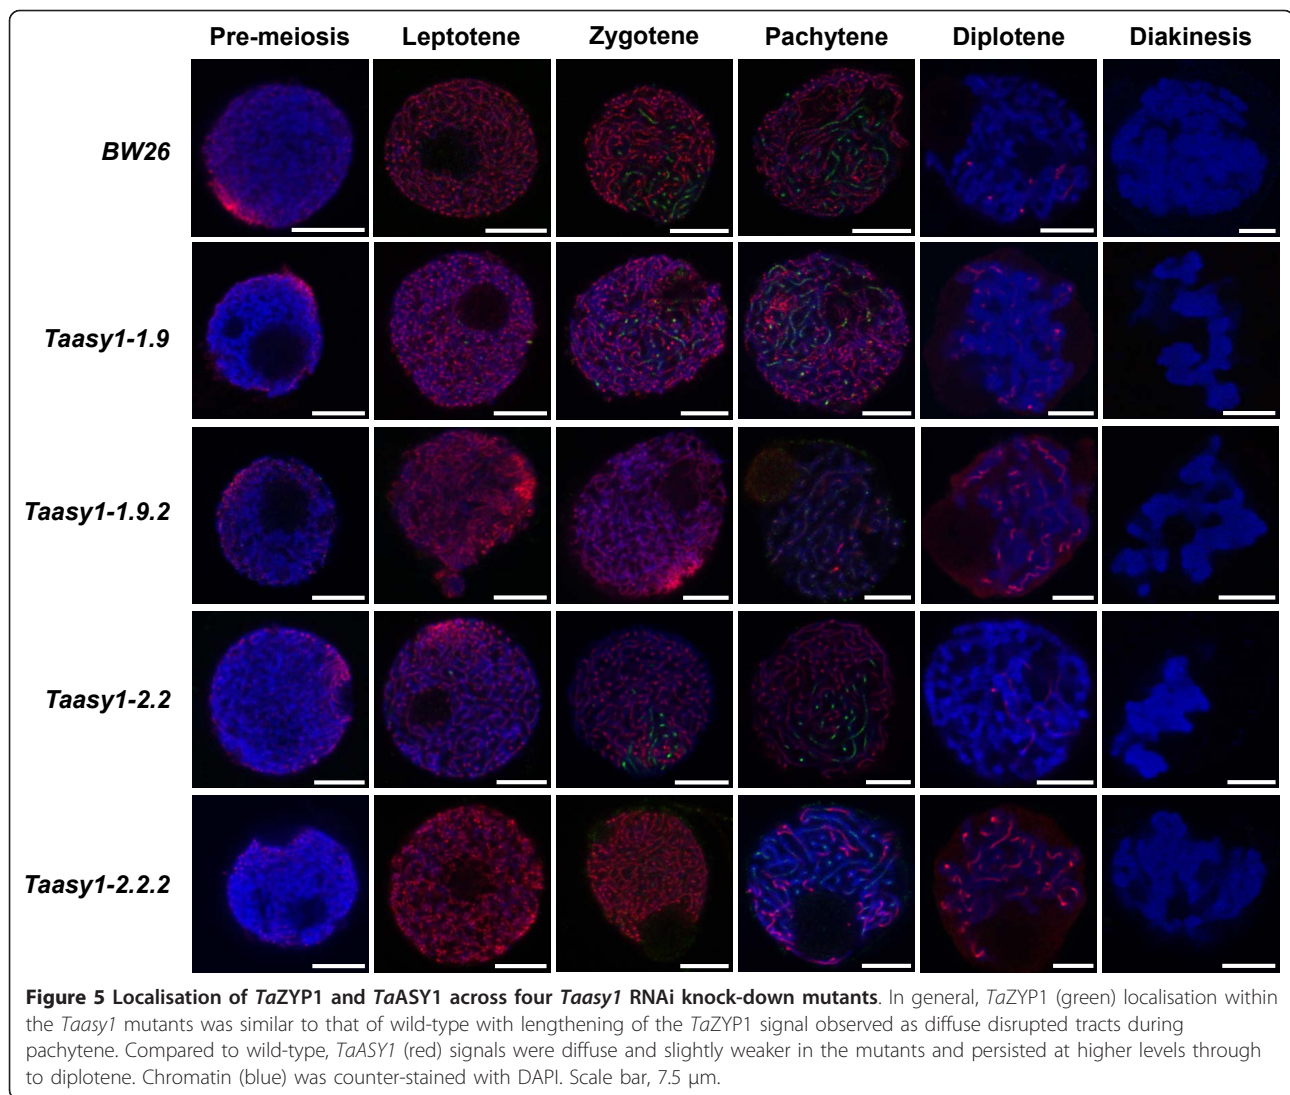 Pre-meiosis Leptotene Zygotene Pachytene Diplotene Diakinesis
BW26
Taasy1-1.9
Taasy1-1.9.2
Taasy1-2.2
Taasy1-2.2.2
Figure 5 Localisation of TaZYP1 and TaASY1 across four Taasy1 RNAi knock-down mutants. In general, TaZYP1 (green) localisation within
the Taasy1 mutants was similar to that of wild-type with lengthening of the TaZYP1 signal observed as diffuse disrupted tracts during
pachytene. Compared to wild-type, TaASY1 (red) signals were diffuse and slightly weaker in the mutants and persisted at higher levels through
to diplotene. Chromatin (blue) was counter-stained with DAPI. Scale bar, 7.5 μm.